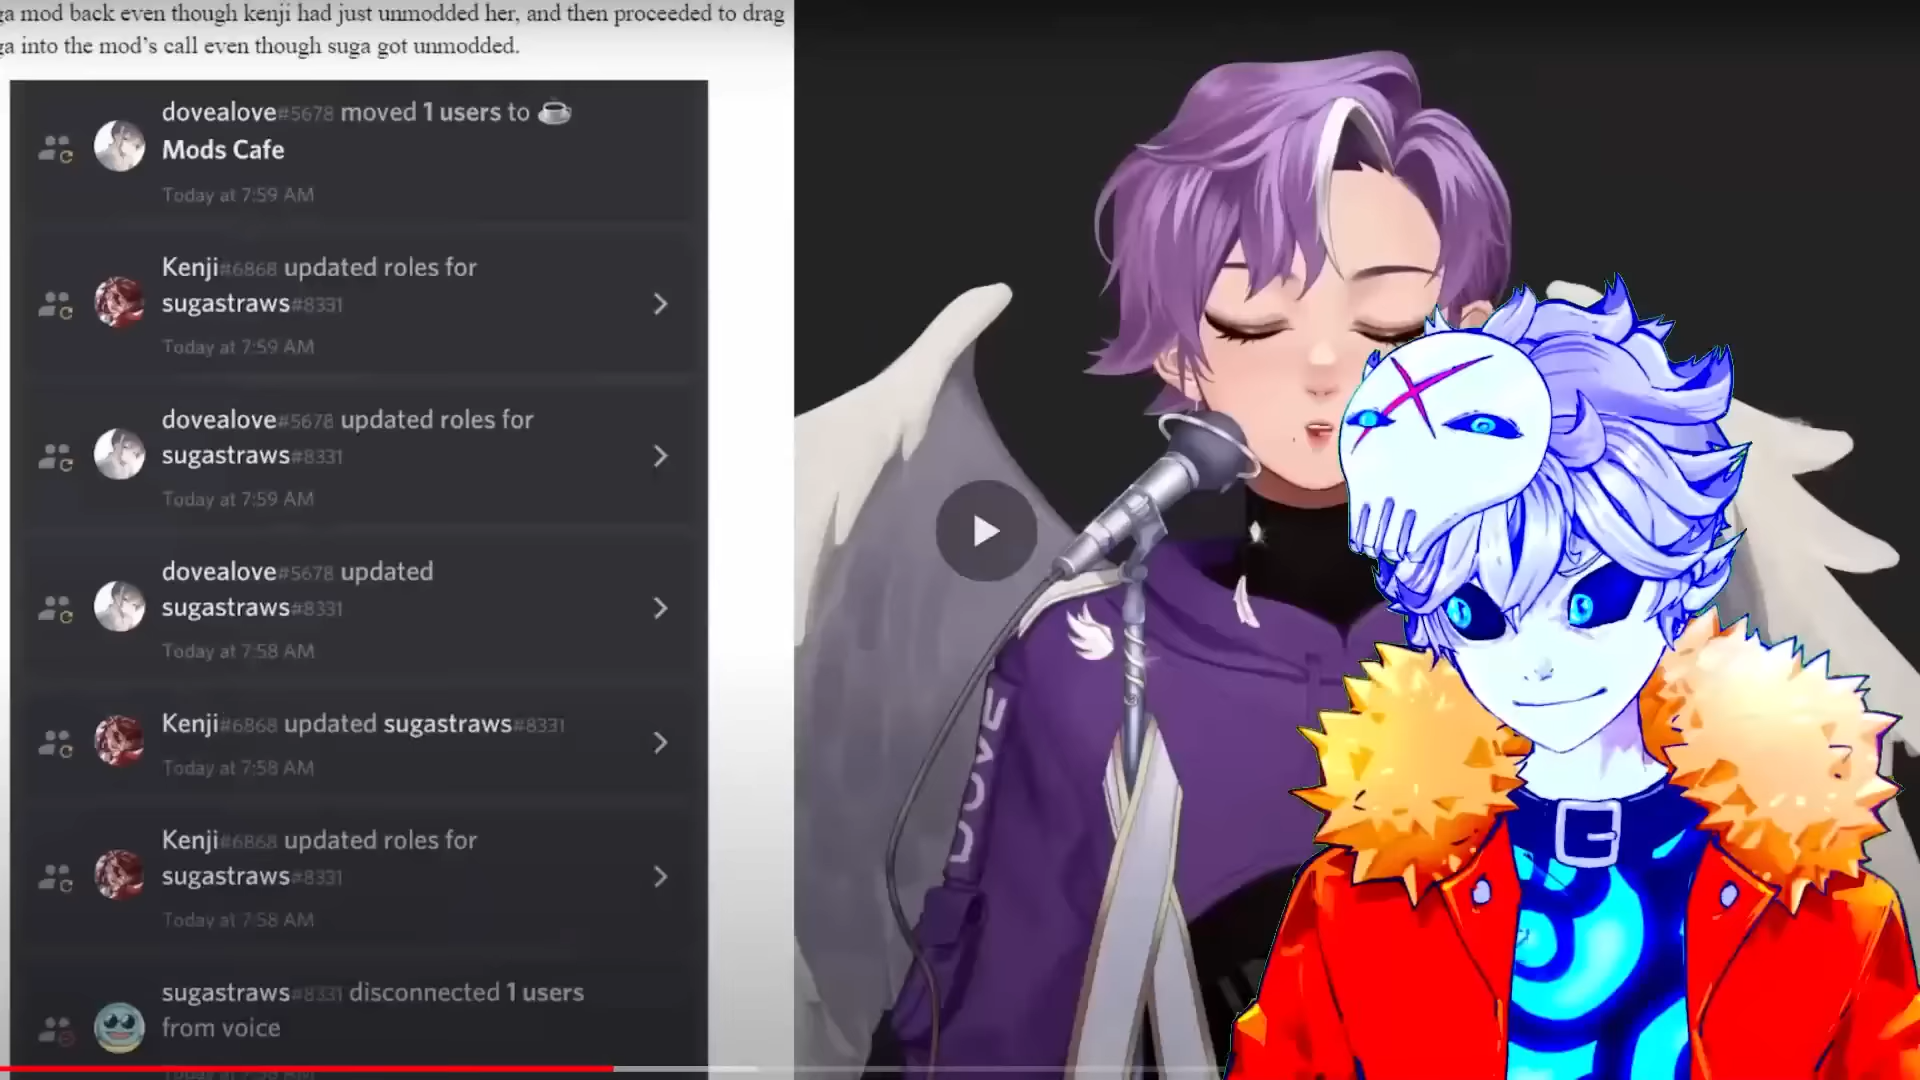 ga mod back even though kenji had just unmodded her, and then proceeded to drag
ga into the mod's call even though suga got unmodded.
dovealove#5678 moved 1 users to
Mods Cafe
Today at 7:59 AM
Kenji#6868 updated roles for
sugastraws#8331
Today at 7:59 AM
dovealove#5678 updated roles for
sugastraws#8331
Today at 7:59 AM
dovealove#5678 updated
sugastraws#8331
Today at 7:58 AM
Kenji#6868 updated sugastraws#8331
Today at 7:58 AM
Kenji#6868 updated roles for
sugastraws#8331
Today at 7:58 AM
sugastraws#8331 disconnected 1 users
from voice
DOVE